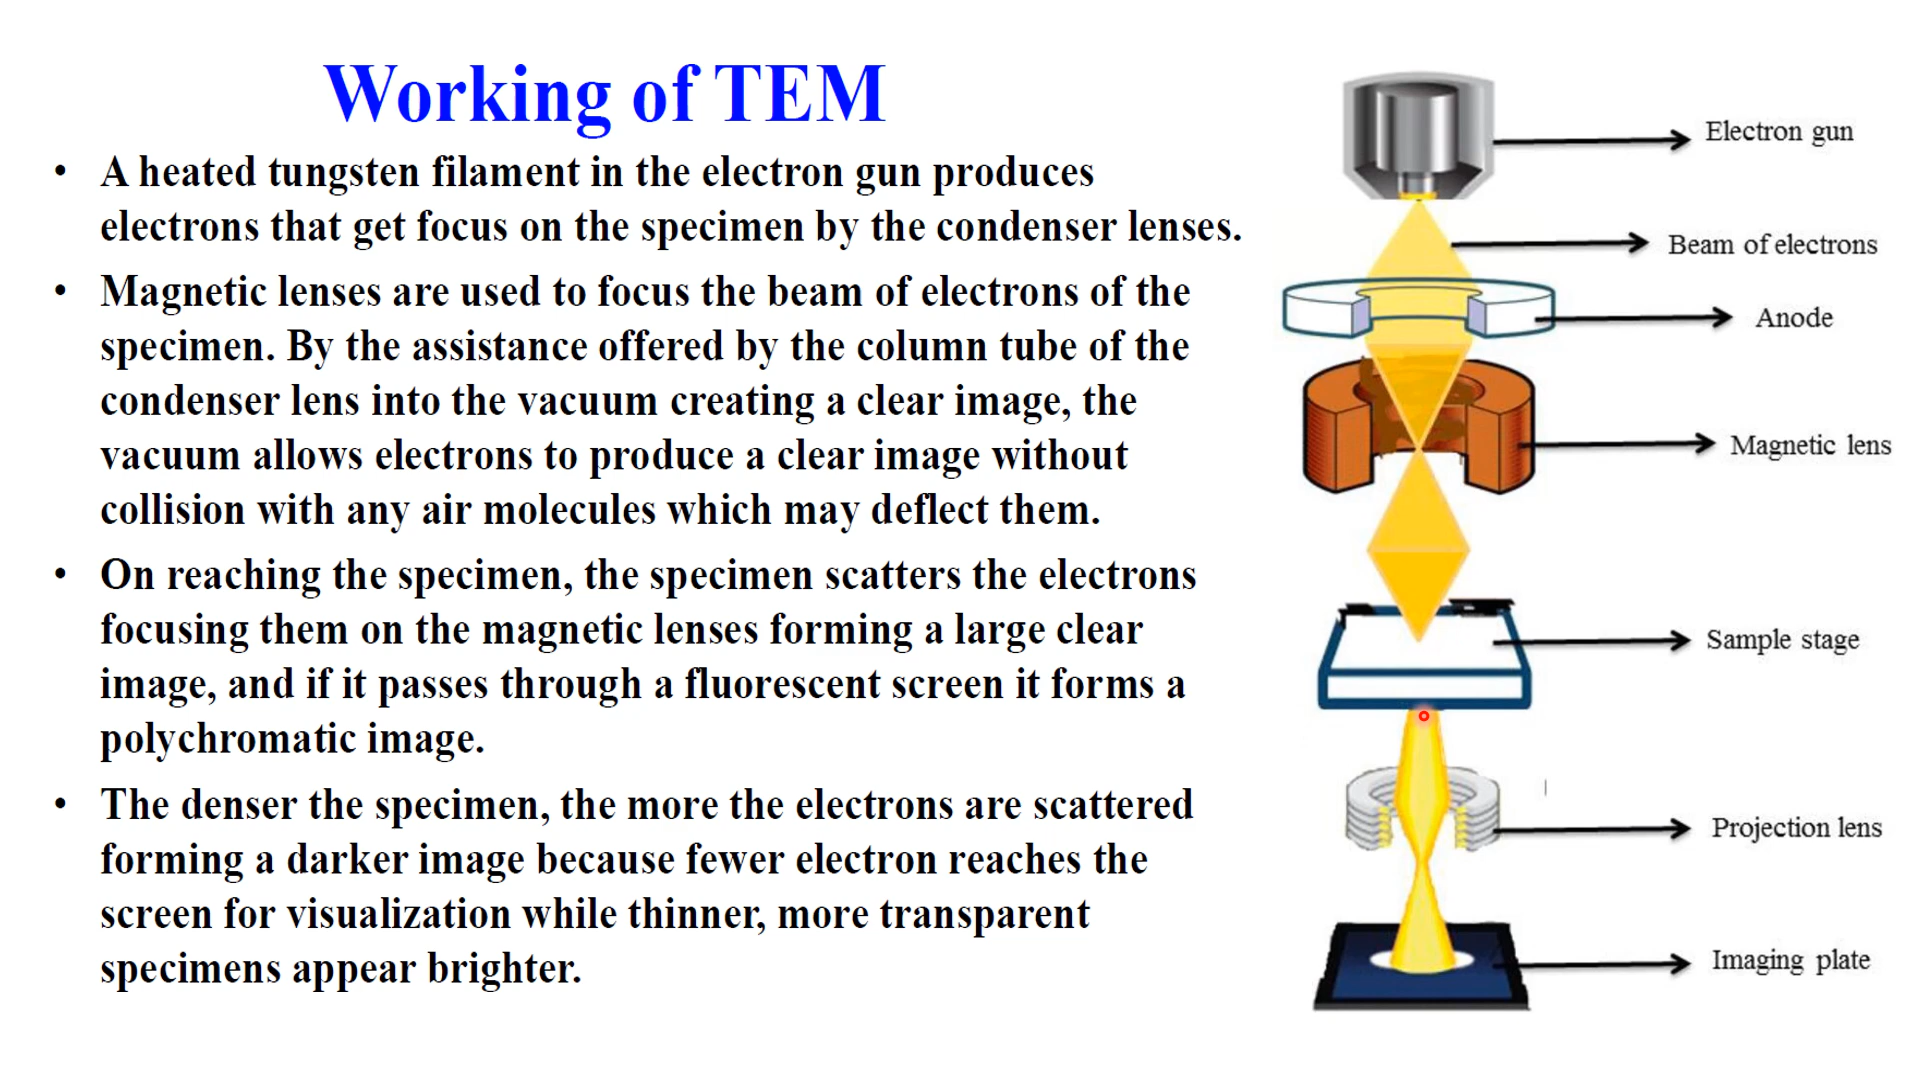 Working of TEM
• A heated tungsten filament in the electron gun produces
electrons that get focus on the specimen by the condenser lenses.
• Magnetic lenses are used to focus the beam of electrons of the
specimen. By the assistance offered by the column tube of the
condenser lens into the vacuum creating a clear image, the
vacuum allows electrons to produce a clear image without
collision with any air molecules which may deflect them.
• On reaching the specimen, the specimen scatters the electrons
focusing them on the magnetic lenses forming a large clear
image, and if it passes through a fluorescent screen it forms a
polychromatic image.
• The denser the specimen, the more the electrons are scattered
forming a darker image because fewer electron reaches the
screen for visualization while thinner, more transparent
specimens appear brighter.
Electron gun
Beam of electrons
Anode
Magnetic lens
Sample stage
Projection lens
Imaging plate